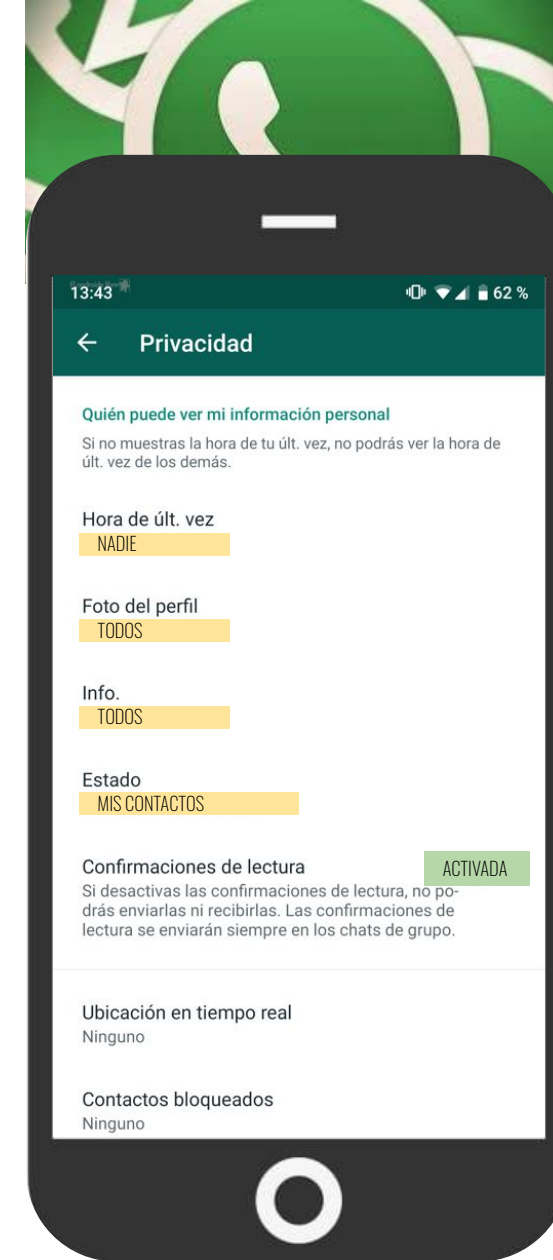 13:43
62 %
Privacidad
Quién puede ver mi información personal
Si no muestras la hora de tu últ. vez, no podrás ver la hora de
últ. vez de los demás.
Hora de últ. vez
NADIE
Foto del perfil
TODOS
Info.
TODOS
Estado
MIS CONTACTOS
Confirmaciones de lectura
ACTIVADA
Si desactivas las confirmaciones de lectura, no po-
drás enviarlas ni recibirlas. Las confirmaciones de
lectura se enviarán siempre en los chats de grupo.
Ubicación en tiempo real
Ninguno
Contactos bloqueados
Ninguno